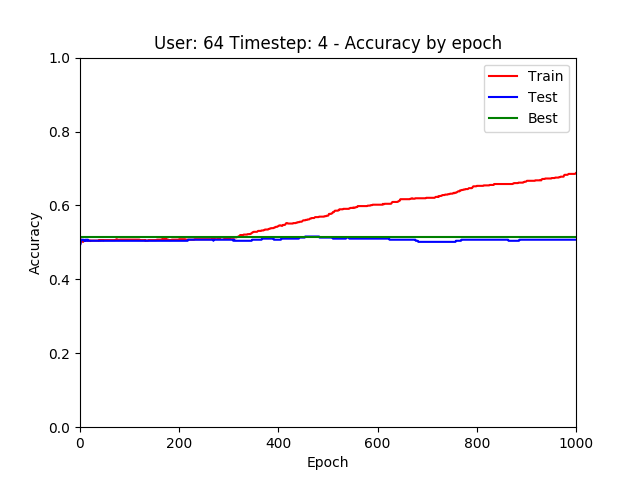 User: 64 Timestep: 4 - Accuracy by epoch
1.0
0.8
0.6
0.4
0.2
0.0
Accuracy
Train
Test
Best
0 200 400 600 800 1000
Epoch